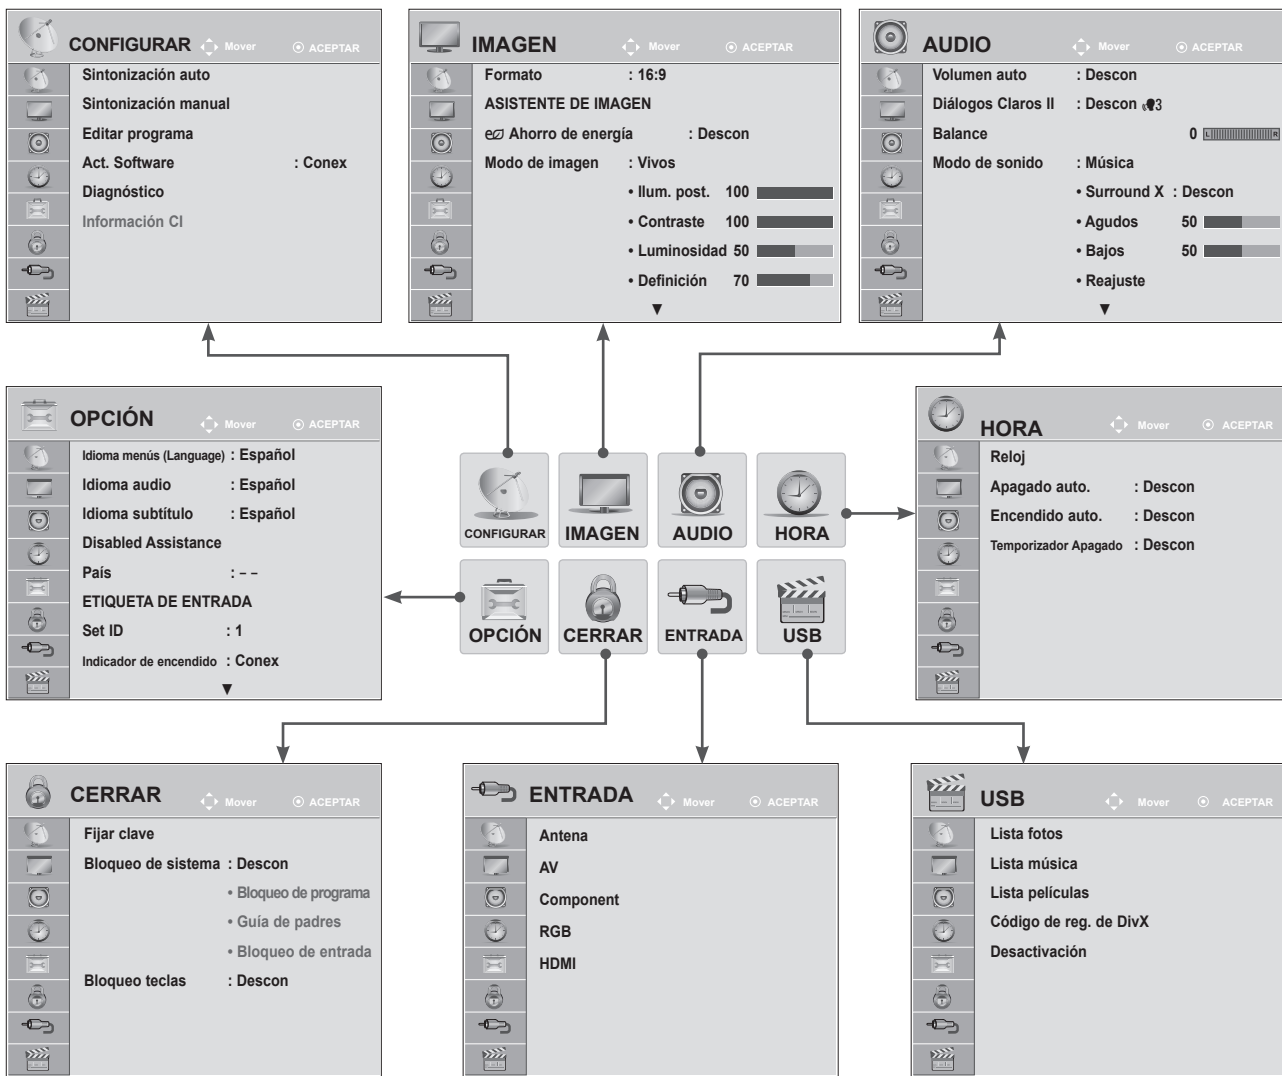 CONFIGURAR Mover ACEPTAR
Sintonización auto
Sintonización manual
Editar programa
Act. Software : Conex
Diagnóstico
Información CI
IMAGEN Mover ACEPTAR
Formato : 16:9
ASISTENTE DE IMAGEN
Ahorro de energía : Descon
Modo de imagen : Vivos
• Ilum. post. 100
• Contraste 100
• Luminosidad 50
• Definición 70
▼
AUDIO Mover ACEPTAR
Volumen auto : Descon
Diálogos Claros II : Descon 3
Balance 0 L R
Modo de sonido : Música
• Surround X : Descon
• Agudos 50
• Bajos 50
• Reajuste
▼
OPCIÓN Mover ACEPTAR
Idioma menús (Language) : Español
Idioma audio : Español
Idioma subtítulo : Español
Disabled Assistance
País : – –
ETIQUETA DE ENTRADA
Set ID : 1
Indicador de encendido : Conex
▼
CONFIGURAR
IMAGEN
AUDIO
HORA
OPCIÓN
CERRAR
ENTRADA
USB
HORA Mover ACEPTAR
Reloj
Apagado auto. : Descon
Encendido auto. : Descon
Temporizador Apagado : Descon
CERRAR Mover ACEPTAR
Fijar clave
Bloqueo de sistema : Descon
• Bloqueo de programa
• Guía de padres
• Bloqueo de entrada
Bloqueo teclas : Descon
ENTRADA Mover ACEPTAR
Antena
AV
Component
RGB
HDMI
USB Mover ACEPTAR
Lista fotos
Lista música
Lista películas
Código de reg. de DivX
Desactivación